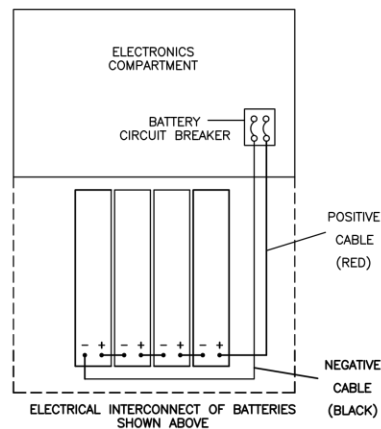 ELECTRONICS
COMPARTMENT
BATTERY
CIRCUIT BREAKER
POSITIVE
CABLE
(RED)
− + − + − + − +
NEGATIVE
CABLE
(BLACK)
ELECTRICAL INTERCONNECT OF BATTERIES
SHOWN ABOVE